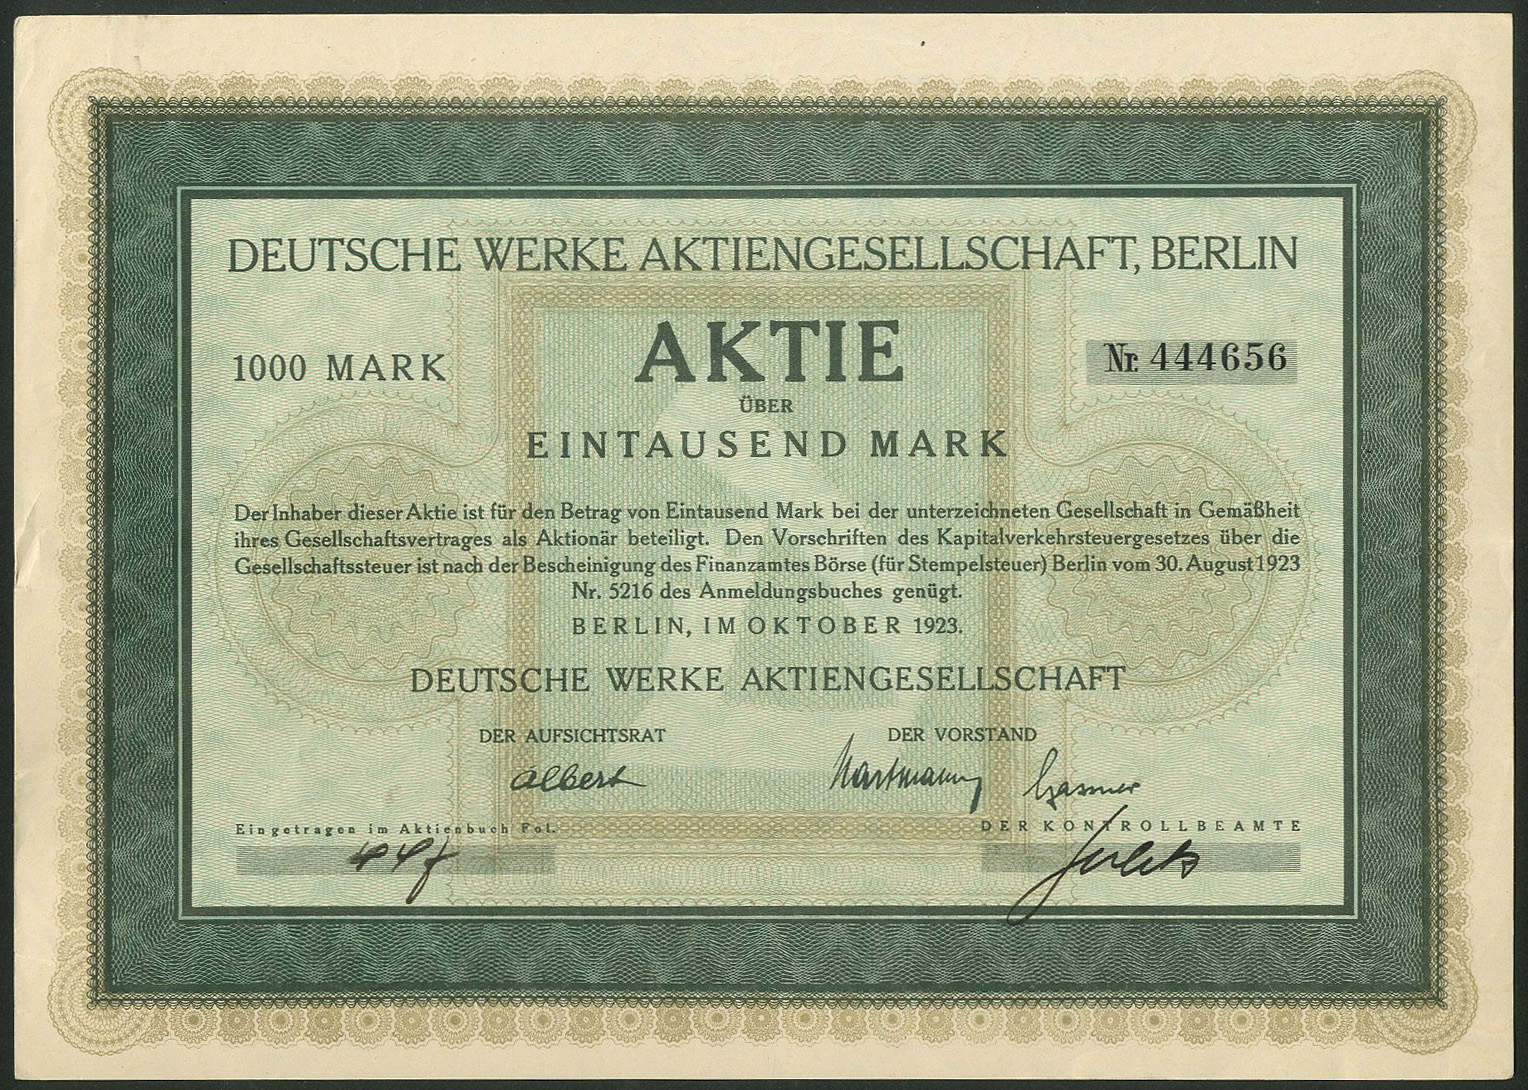 DEUTSCHE WERKE AKTIENGESELLSCHAFT, BERLIN
1000 MARK
AKTIE
Nr. 444656
ÜBER
EINTAUSEND MARK
Der Inhaber dieser Aktie ist für den Betrag von Eintausend Mark bei der unterzeichneten Gesellschaft in Gemäßheit
ihres Gesellschaftsvertrages als Aktionär beteiligt. Den Vorschriften des Kapitalverkehrsteuergesetzes über die
Gesellschaftssteuer ist nach der Bescheinigung des Finanzamtes Börse (für Stempelsteuer) Berlin vom 30. August 1923
Nr. 5216 des Anmeldungsbuches genügt.
BERLIN, IM OKTOBER 1923.
DEUTSCHE WERKE AKTIENGESELLSCHAFT
DER AUFSICHTSRAT
DER VORSTAND
Albert
Hartmann
Eingetragen im Aktienbuch Fol.
DER KONTROLLBEAMTE